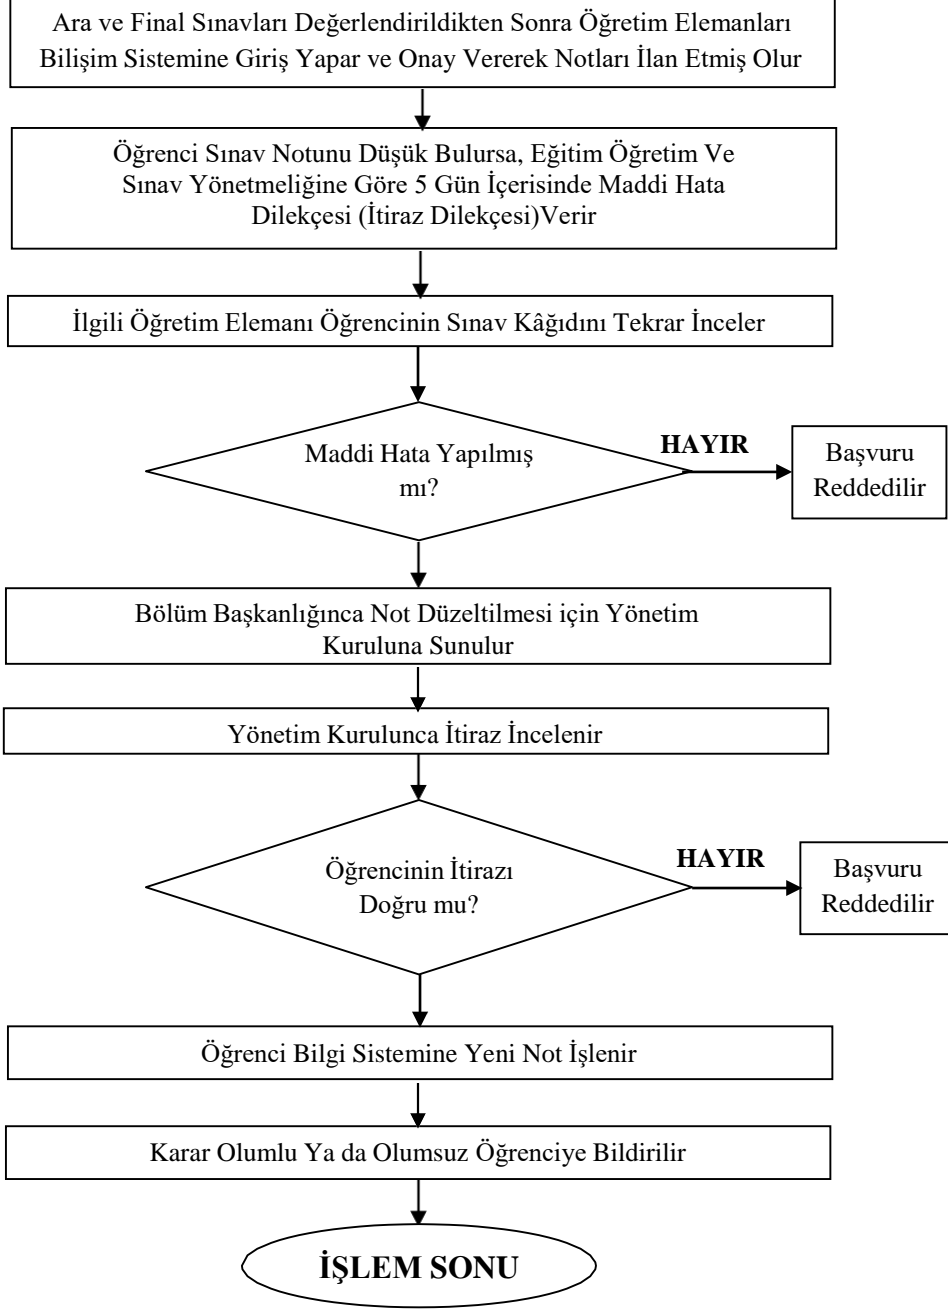 Ara ve Final Sınavları Değerlendirildikten Sonra Öğretim Elemanları
Bilişim Sistemine Giriş Yapar ve Onay Vererek Notları İlan Etmiş Olur
Öğrenci Sınav Notunu Düşük Bulursa, Eğitim Öğretim Ve
Sınav Yönetmeliğine Göre 5 Gün İçerisinde Maddi Hata
Dilekçesi (İtiraz Dilekçesi)Verir
İlgili Öğretim Elemanı Öğrencinin Sınav Kâğıdını Tekrar İnceler
Maddi Hata Yapılmış
mı?
HAYIR
Başvuru
Reddedilir
Bölüm Başkanlığınca Not Düzeltilmesi için Yönetim
Kuruluna Sunulur
Yönetim Kurulunca İtiraz İncelenir
Öğrencinin İtirazı
Doğru mu?
HAYIR
Başvuru
Reddedilir
Öğrenci Bilgi Sistemine Yeni Not İşlenir
Karar Olumlu Ya da Olumsuz Öğrenciye Bildirilir
İŞLEM SONU